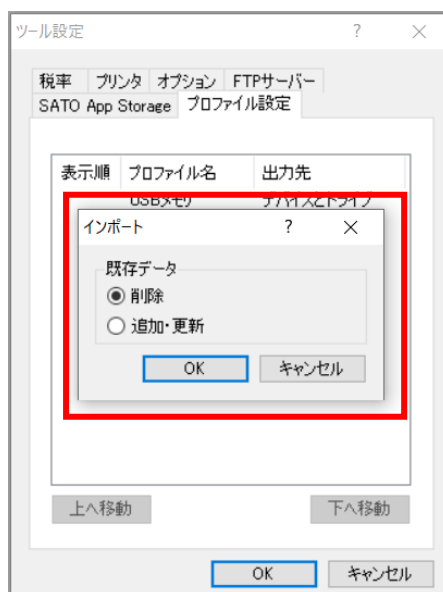 ツール設定 ? ×
税率 プリンタ オプション FTPサーバー
SATO App Storage プロファイル設定
表示順 プロファイル名 出力先
USBメモリ デバイスとドライブ
インポート ? ×
既存データ
削除
追加・更新
OK キャンセル
上へ移動 下へ移動
OK キャンセル